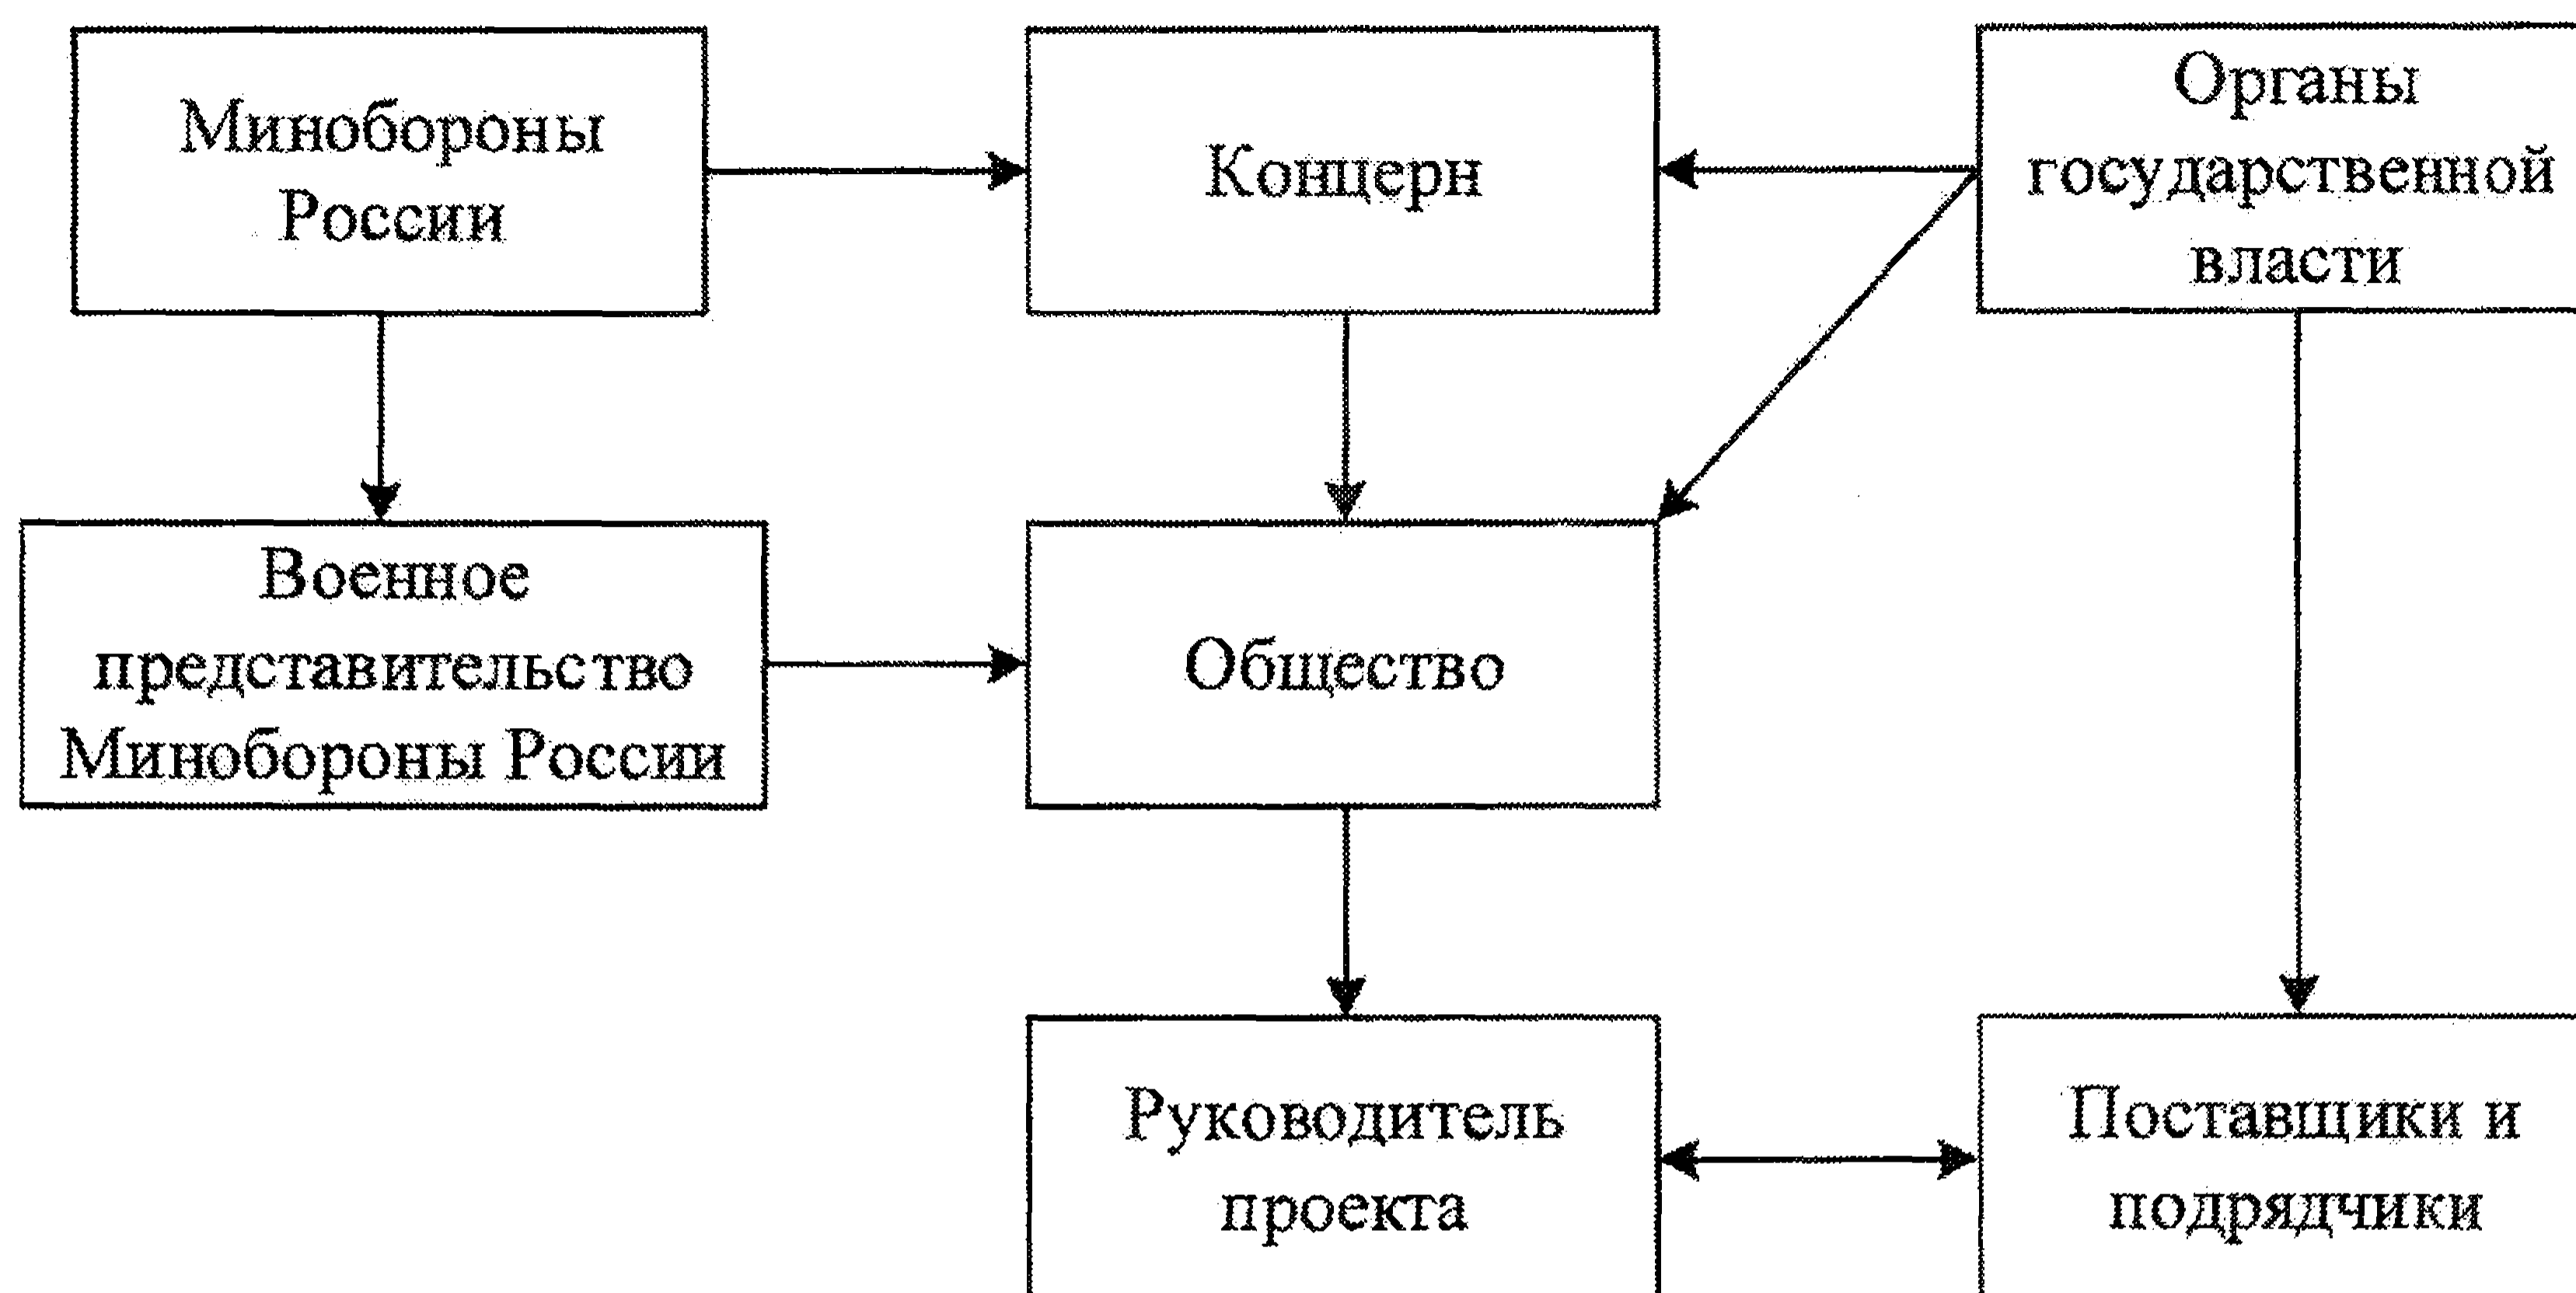 Минобороны
России
Концерн
Органы
государственной
власти
Военное
представительство
Минобороны России
Общество
Руководитель
проекта
Поставщики и
подрядчики